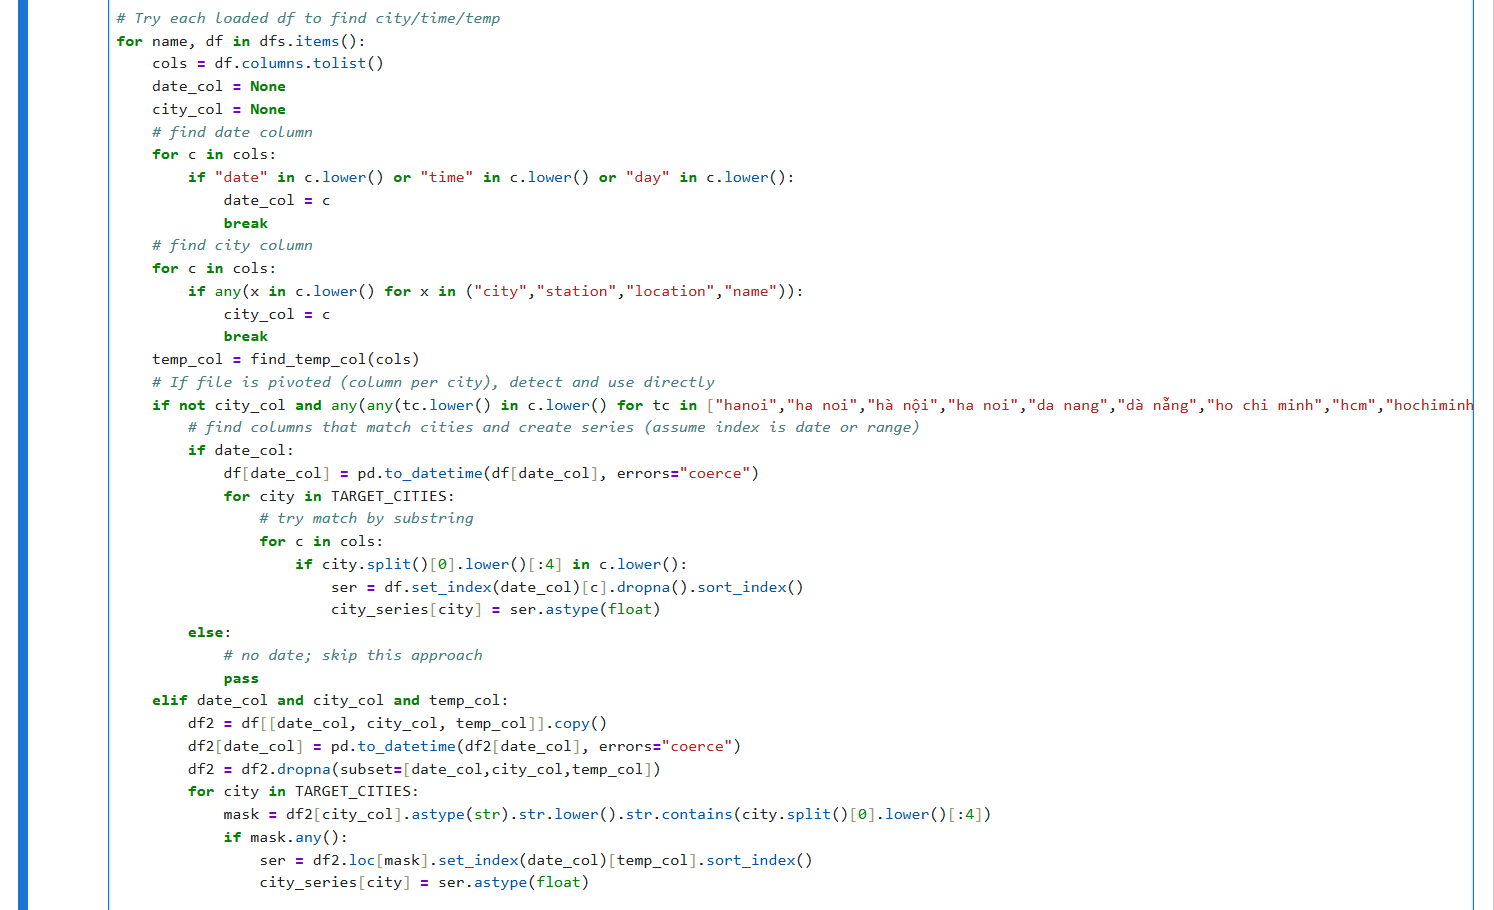 # Try each loaded df to find city/time/temp
for name, df in dfs.items():
    cols = df.columns.tolist()
    date_col = None
    city_col = None
    # find date column
    for c in cols:
        if "date" in c.lower() or "time" in c.lower() or "day" in c.lower():
            date_col = c
            break
    # find city column
    for c in cols:
        if any(x in c.lower() for x in ("city","station","location","name")):
            city_col = c
            break
    temp_col = find_temp_col(cols)
    # If file is pivoted (column per city), detect and use directly
    if not city_col and any(any(tc.lower() in c.lower() for tc in ["hanoi","ha noi","hà nội","ha noi","da nang","dà nẵng","ho chi minh","hcm","hochiminh
        # find columns that match cities and create series (assume index is date or range)
        if date_col:
            df[date_col] = pd.to_datetime(df[date_col], errors="coerce")
            for city in TARGET_CITIES:
                # try match by substring
                for c in cols:
                    if city.split()[0].lower()[:4] in c.lower():
                        ser = df.set_index(date_col)[c].dropna().sort_index()
                        city_series[city] = ser.astype(float)
        else:
            # no date; skip this approach
            pass
    elif date_col and city_col and temp_col:
        df2 = df[[date_col, city_col, temp_col]].copy()
        df2[date_col] = pd.to_datetime(df2[date_col], errors="coerce")
        df2 = df2.dropna(subset=[date_col,city_col,temp_col])
        for city in TARGET_CITIES:
            mask = df2[city_col].astype(str).str.lower().str.contains(city.split()[0].lower()[:4])
            if mask.any():
                ser = df2.loc[mask].set_index(date_col)[temp_col].sort_index()
                city_series[city] = ser.astype(float)